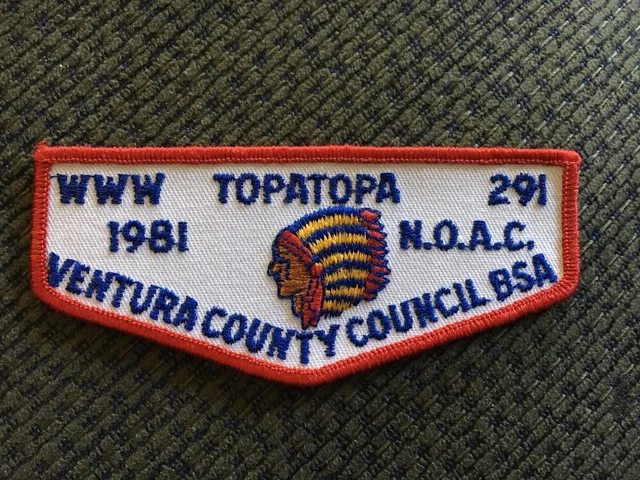 WWW TOPATOPA 291
1981 N.O.A.C.
VENTURA COUNTY COUNCIL BSA